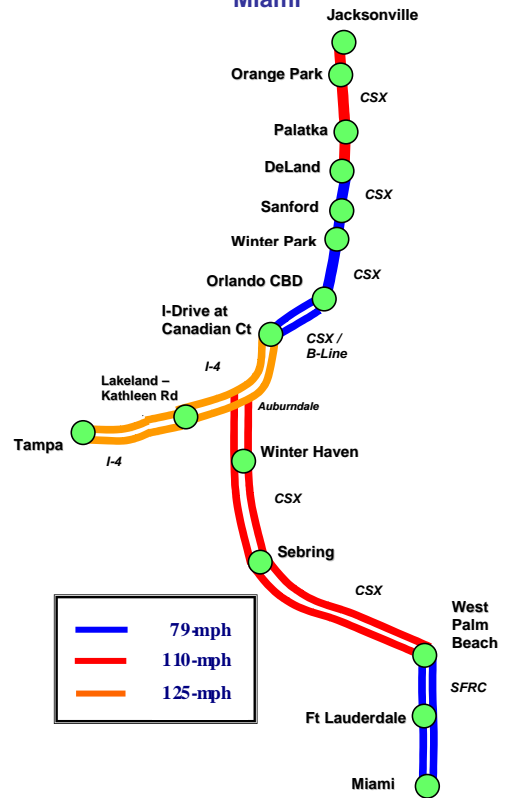 Miami
Jacksonville
Orange Park
CSX
Palatka
DeLand
CSX
Sanford
Winter Park
CSX
Orlando CBD
I-Drive at
Canadian Ct
CSX /
B-Line
I-4
Lakeland –
Kathleen Rd
Auburndale
Tampa
I-4
Winter Haven
CSX
Sebring
CSX
West
Palm
Beach
79-mph
110-mph
125-mph
SFRC
Ft Lauderdale
Miami